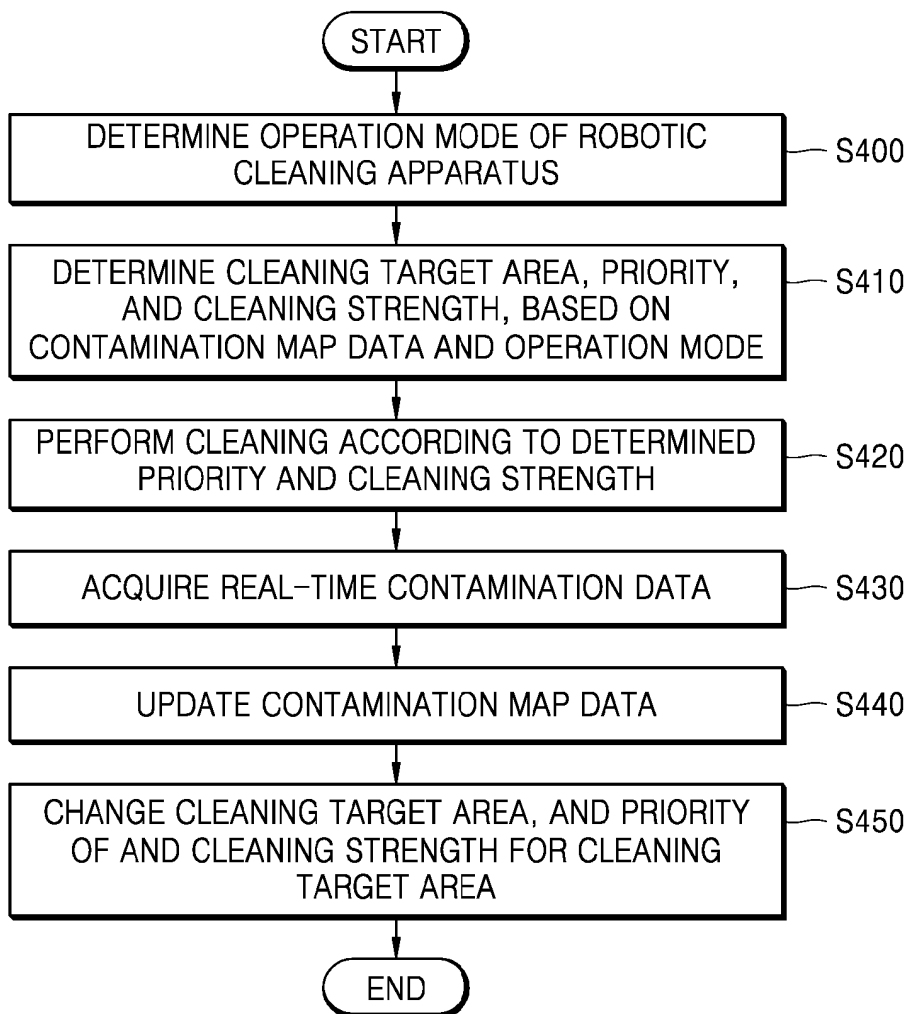 START
DETERMINE OPERATION MODE OF ROBOTIC
CLEANING APPARATUS
S400
DETERMINE CLEANING TARGET AREA, PRIORITY,
AND CLEANING STRENGTH, BASED ON
CONTAMINATION MAP DATA AND OPERATION MODE
S410
PERFORM CLEANING ACCORDING TO DETERMINED
PRIORITY AND CLEANING STRENGTH
S420
ACQUIRE REAL-TIME CONTAMINATION DATA
S430
UPDATE CONTAMINATION MAP DATA
S440
CHANGE CLEANING TARGET AREA, AND PRIORITY
OF AND CLEANING STRENGTH FOR CLEANING
TARGET AREA
S450
END